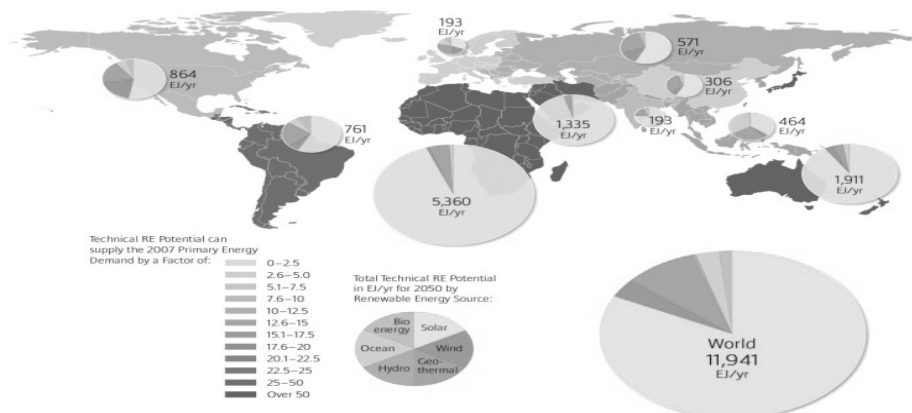 193
EJ/yr
571
EJ/yr
864
EJ/yr
306
EJ/yr
1,335
EJ/yr
193
EJ/yr
464
EJ/yr
761
EJ/yr
5,360
EJ/yr
1,911
EJ/yr
Technical RE Potential can
supply the 2007 Primary Energy
Demand by a Factor of:
0–2.5
2.6–5.0
5.1–7.5
7.6–10
10–12.5
12.6–15
15.1–17.5
17.6–20
20.1–22.5
22.5–25
25–50
Over 50
Total Technical RE Potential
in EJ/yr for 2050 by
Renewable Energy Source:
Bio
energy
Solar
Ocean
Wind
Hydro
Geo-
thermal
World
11,941
EJ/yr